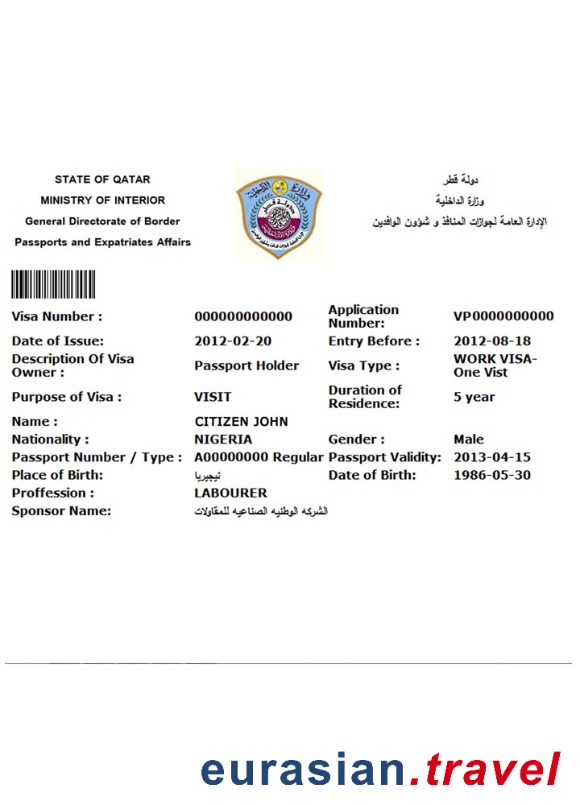 STATE OF QATAR
MINISTRY OF INTERIOR
General Directorate of Border
Passports and Expatriates Affairs
دولة قطر
وزارة الداخلية
الإدارة العامة لجوازات المنافذ و شؤون الوافدين
Visa Number : 000000000000 Application Number: VP0000000000
Date of Issue: 2012-02-20 Entry Before : 2012-08-18
Description Of Visa Owner : Passport Holder Visa Type : WORK VISA-One Vist
Purpose of Visa : VISIT Duration of Residence: 5 year
Name : CITIZEN JOHN
Nationality : NIGERIA Gender : Male
Passport Number / Type : A00000000 Regular Passport Validity: 2013-04-15
Place of Birth: نيجيريا Date of Birth: 1986-05-30
Proffession : LABOURER
Sponsor Name: الشركه الوطنيه الصناعيه للمقاولات
eurasian.travel